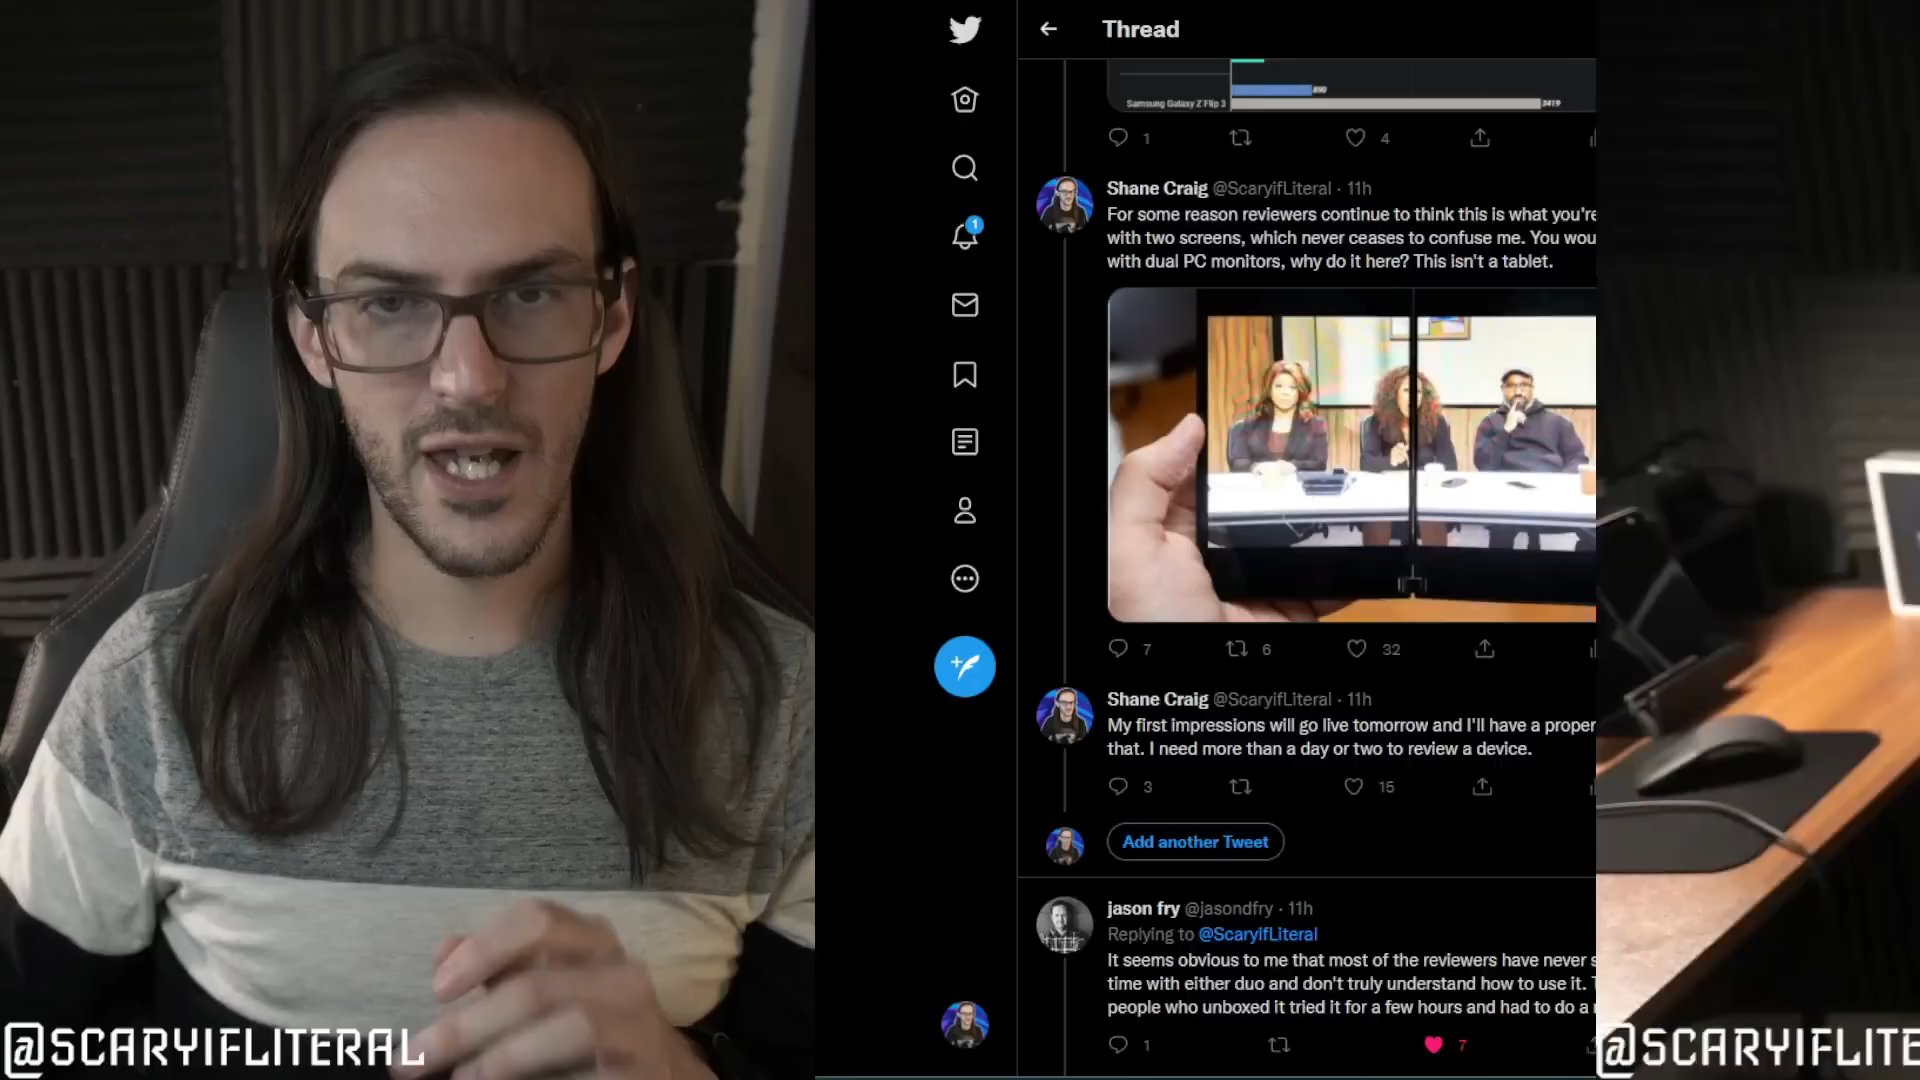 Thread
Samsung Galaxy Z Flip 3
890
3419
1
4
Shane Craig @ScaryifLiteral · 11h
For some reason reviewers continue to think this is what you're
with two screens, which never ceases to confuse me. You wou
with dual PC monitors, why do it here? This isn't a tablet.
7
6
32
Shane Craig @ScaryifLiteral · 11h
My first impressions will go live tomorrow and I'll have a proper
that. I need more than a day or two to review a device.
3
15
Add another Tweet
jason fry @jasondfry · 11h
Replying to @ScaryifLiteral
It seems obvious to me that most of the reviewers have never s
time with either duo and don't truly understand how to use it. T
people who unboxed it tried it for a few hours and had to do a r
1
7
1
@SCARYIFLITERAL
@SCARYIFLITE